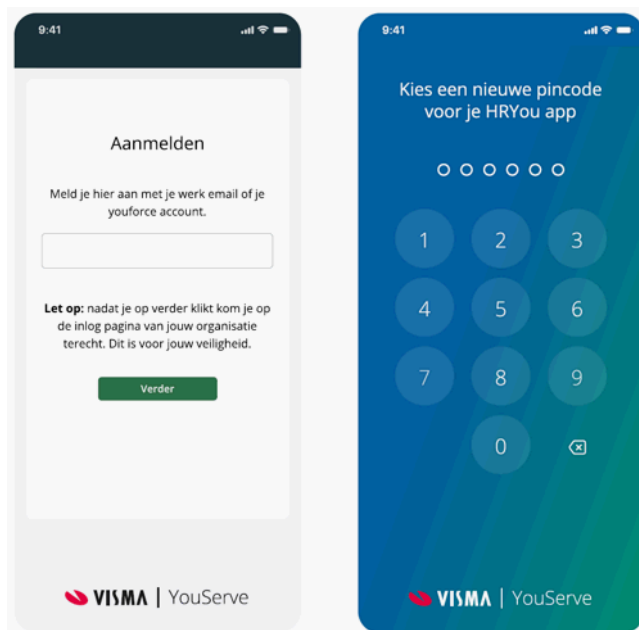 9:41
Aanmelden
Meld je hier aan met je werk email of je
youforce account.
Let op: nadat je op verder klikt kom je op
de inlog pagina van jouw organisatie
terecht. Dit is voor jouw veiligheid.
Verder
VISMA | YouServe
9:41
Kies een nieuwe pincode
voor je HRYou app
1 2 3
4 5 6
7 8 9
0
VISMA | YouServe